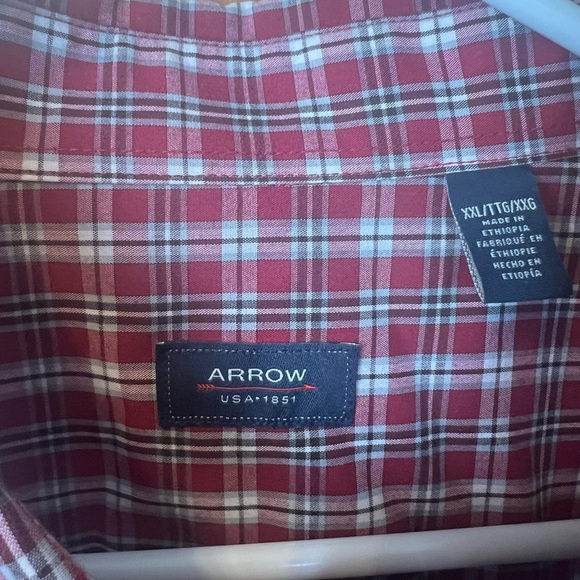 XXL/TTG/XXG
MADE IN
ETHIOPIA
FABRIQUÉ EN
ÉTHIOPIE
HECHO EN
ETIOPÍA
ARROW
USA•1851